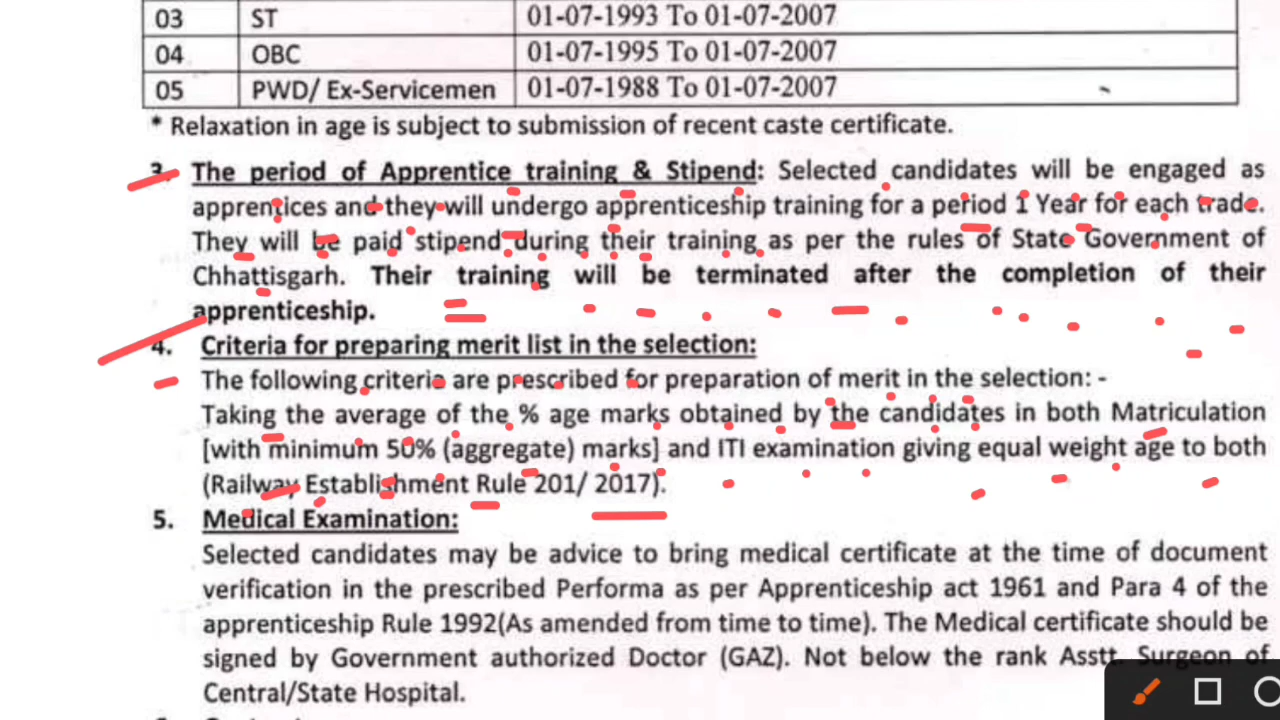 03 ST 01-07-1993 To 01-07-2007
04 OBC 01-07-1995 To 01-07-2007
05 PWD/ Ex-Servicemen 01-07-1988 To 01-07-2007
* Relaxation in age is subject to submission of recent caste certificate.
3. The period of Apprentice training & Stipend: Selected candidates will be engaged as
apprentices and they will undergo apprenticeship training for a period 1 Year for each trade.
They will be paid stipend during their training as per the rules of State Government of
Chhattisgarh. Their training will be terminated after the completion of their
apprenticeship.
4. Criteria for preparing merit list in the selection:
The following criteria are prescribed for preparation of merit in the selection: -
Taking the average of the % age marks obtained by the candidates in both Matriculation
[with minimum 50% (aggregate) marks] and ITI examination giving equal weight age to both
(Railway Establishment Rule 201/ 2017).
5. Medical Examination:
Selected candidates may be advice to bring medical certificate at the time of document
verification in the prescribed Performa as per Apprenticeship act 1961 and Para 4 of the
apprenticeship Rule 1992(As amended from time to time). The Medical certificate should be
signed by Government authorized Doctor (GAZ). Not below the rank Asstt. Surgeon of
Central/State Hospital.